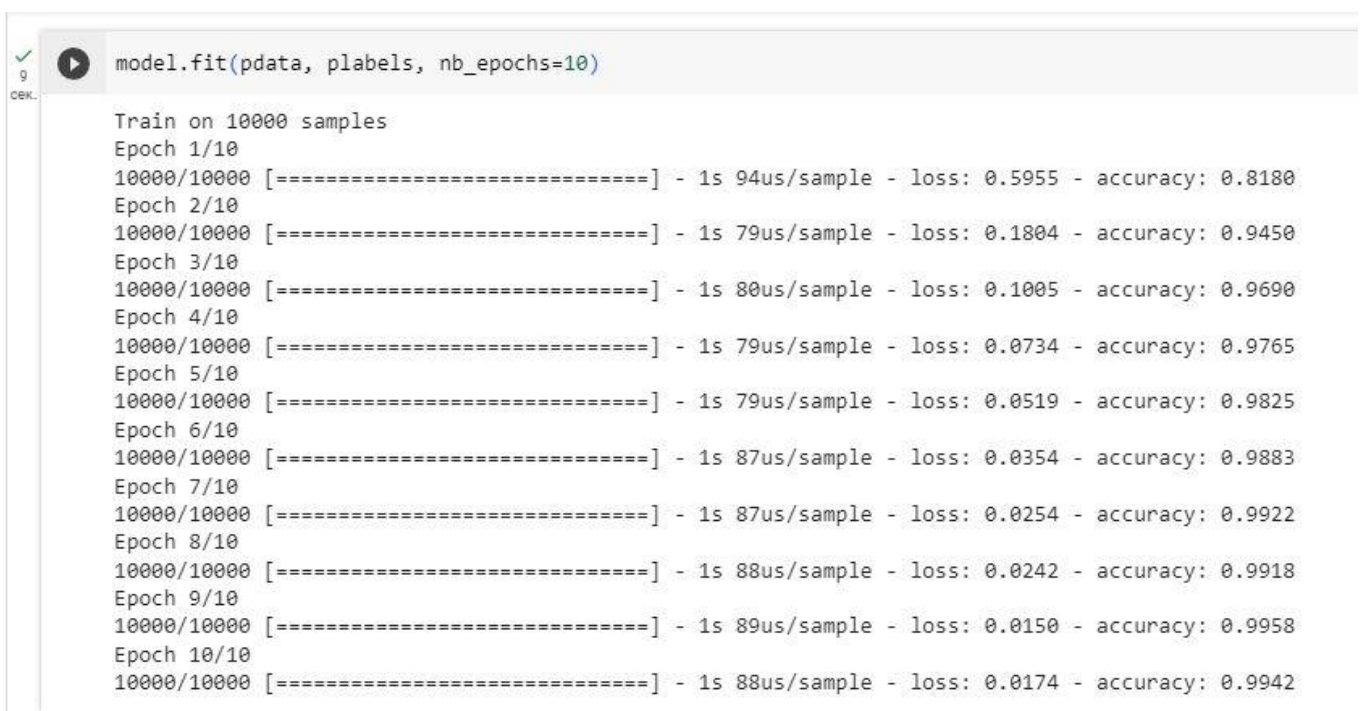 9
сек.
model.fit(pdata, plabels, nb_epochs=10)
Train on 10000 samples
Epoch 1/10
10000/10000 [==============================] - 1s 94us/sample - loss: 0.5955 - accuracy: 0.8180
Epoch 2/10
10000/10000 [==============================] - 1s 79us/sample - loss: 0.1804 - accuracy: 0.9450
Epoch 3/10
10000/10000 [==============================] - 1s 80us/sample - loss: 0.1005 - accuracy: 0.9690
Epoch 4/10
10000/10000 [==============================] - 1s 79us/sample - loss: 0.0734 - accuracy: 0.9765
Epoch 5/10
10000/10000 [==============================] - 1s 79us/sample - loss: 0.0519 - accuracy: 0.9825
Epoch 6/10
10000/10000 [==============================] - 1s 87us/sample - loss: 0.0354 - accuracy: 0.9883
Epoch 7/10
10000/10000 [==============================] - 1s 87us/sample - loss: 0.0254 - accuracy: 0.9922
Epoch 8/10
10000/10000 [==============================] - 1s 88us/sample - loss: 0.0242 - accuracy: 0.9918
Epoch 9/10
10000/10000 [==============================] - 1s 89us/sample - loss: 0.0150 - accuracy: 0.9958
Epoch 10/10
10000/10000 [==============================] - 1s 88us/sample - loss: 0.0174 - accuracy: 0.9942